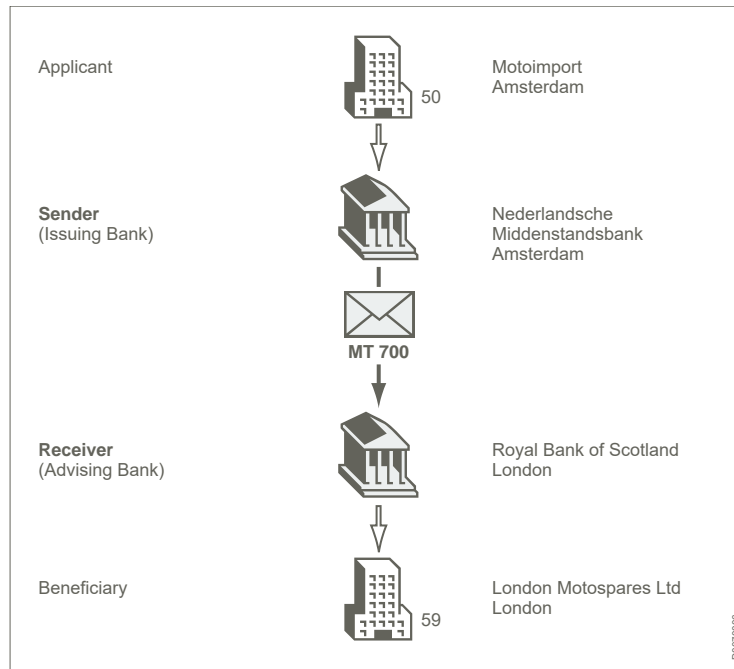 Applicant
50
Motoimport
Amsterdam
Sender
(Issuing Bank)
Nederlandsche
Middenstandsbank
Amsterdam
MT 700
Receiver
(Advising Bank)
Royal Bank of Scotland
London
Beneficiary
59
London Motospares Ltd
London